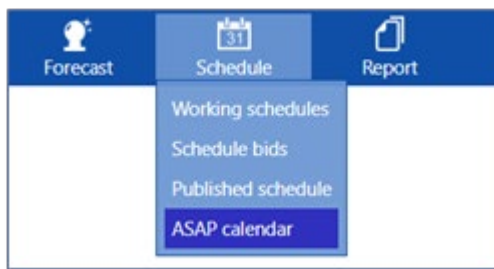 31
Forecast Schedule Report
Working schedules
Schedule bids
Published schedule
ASAP calendar